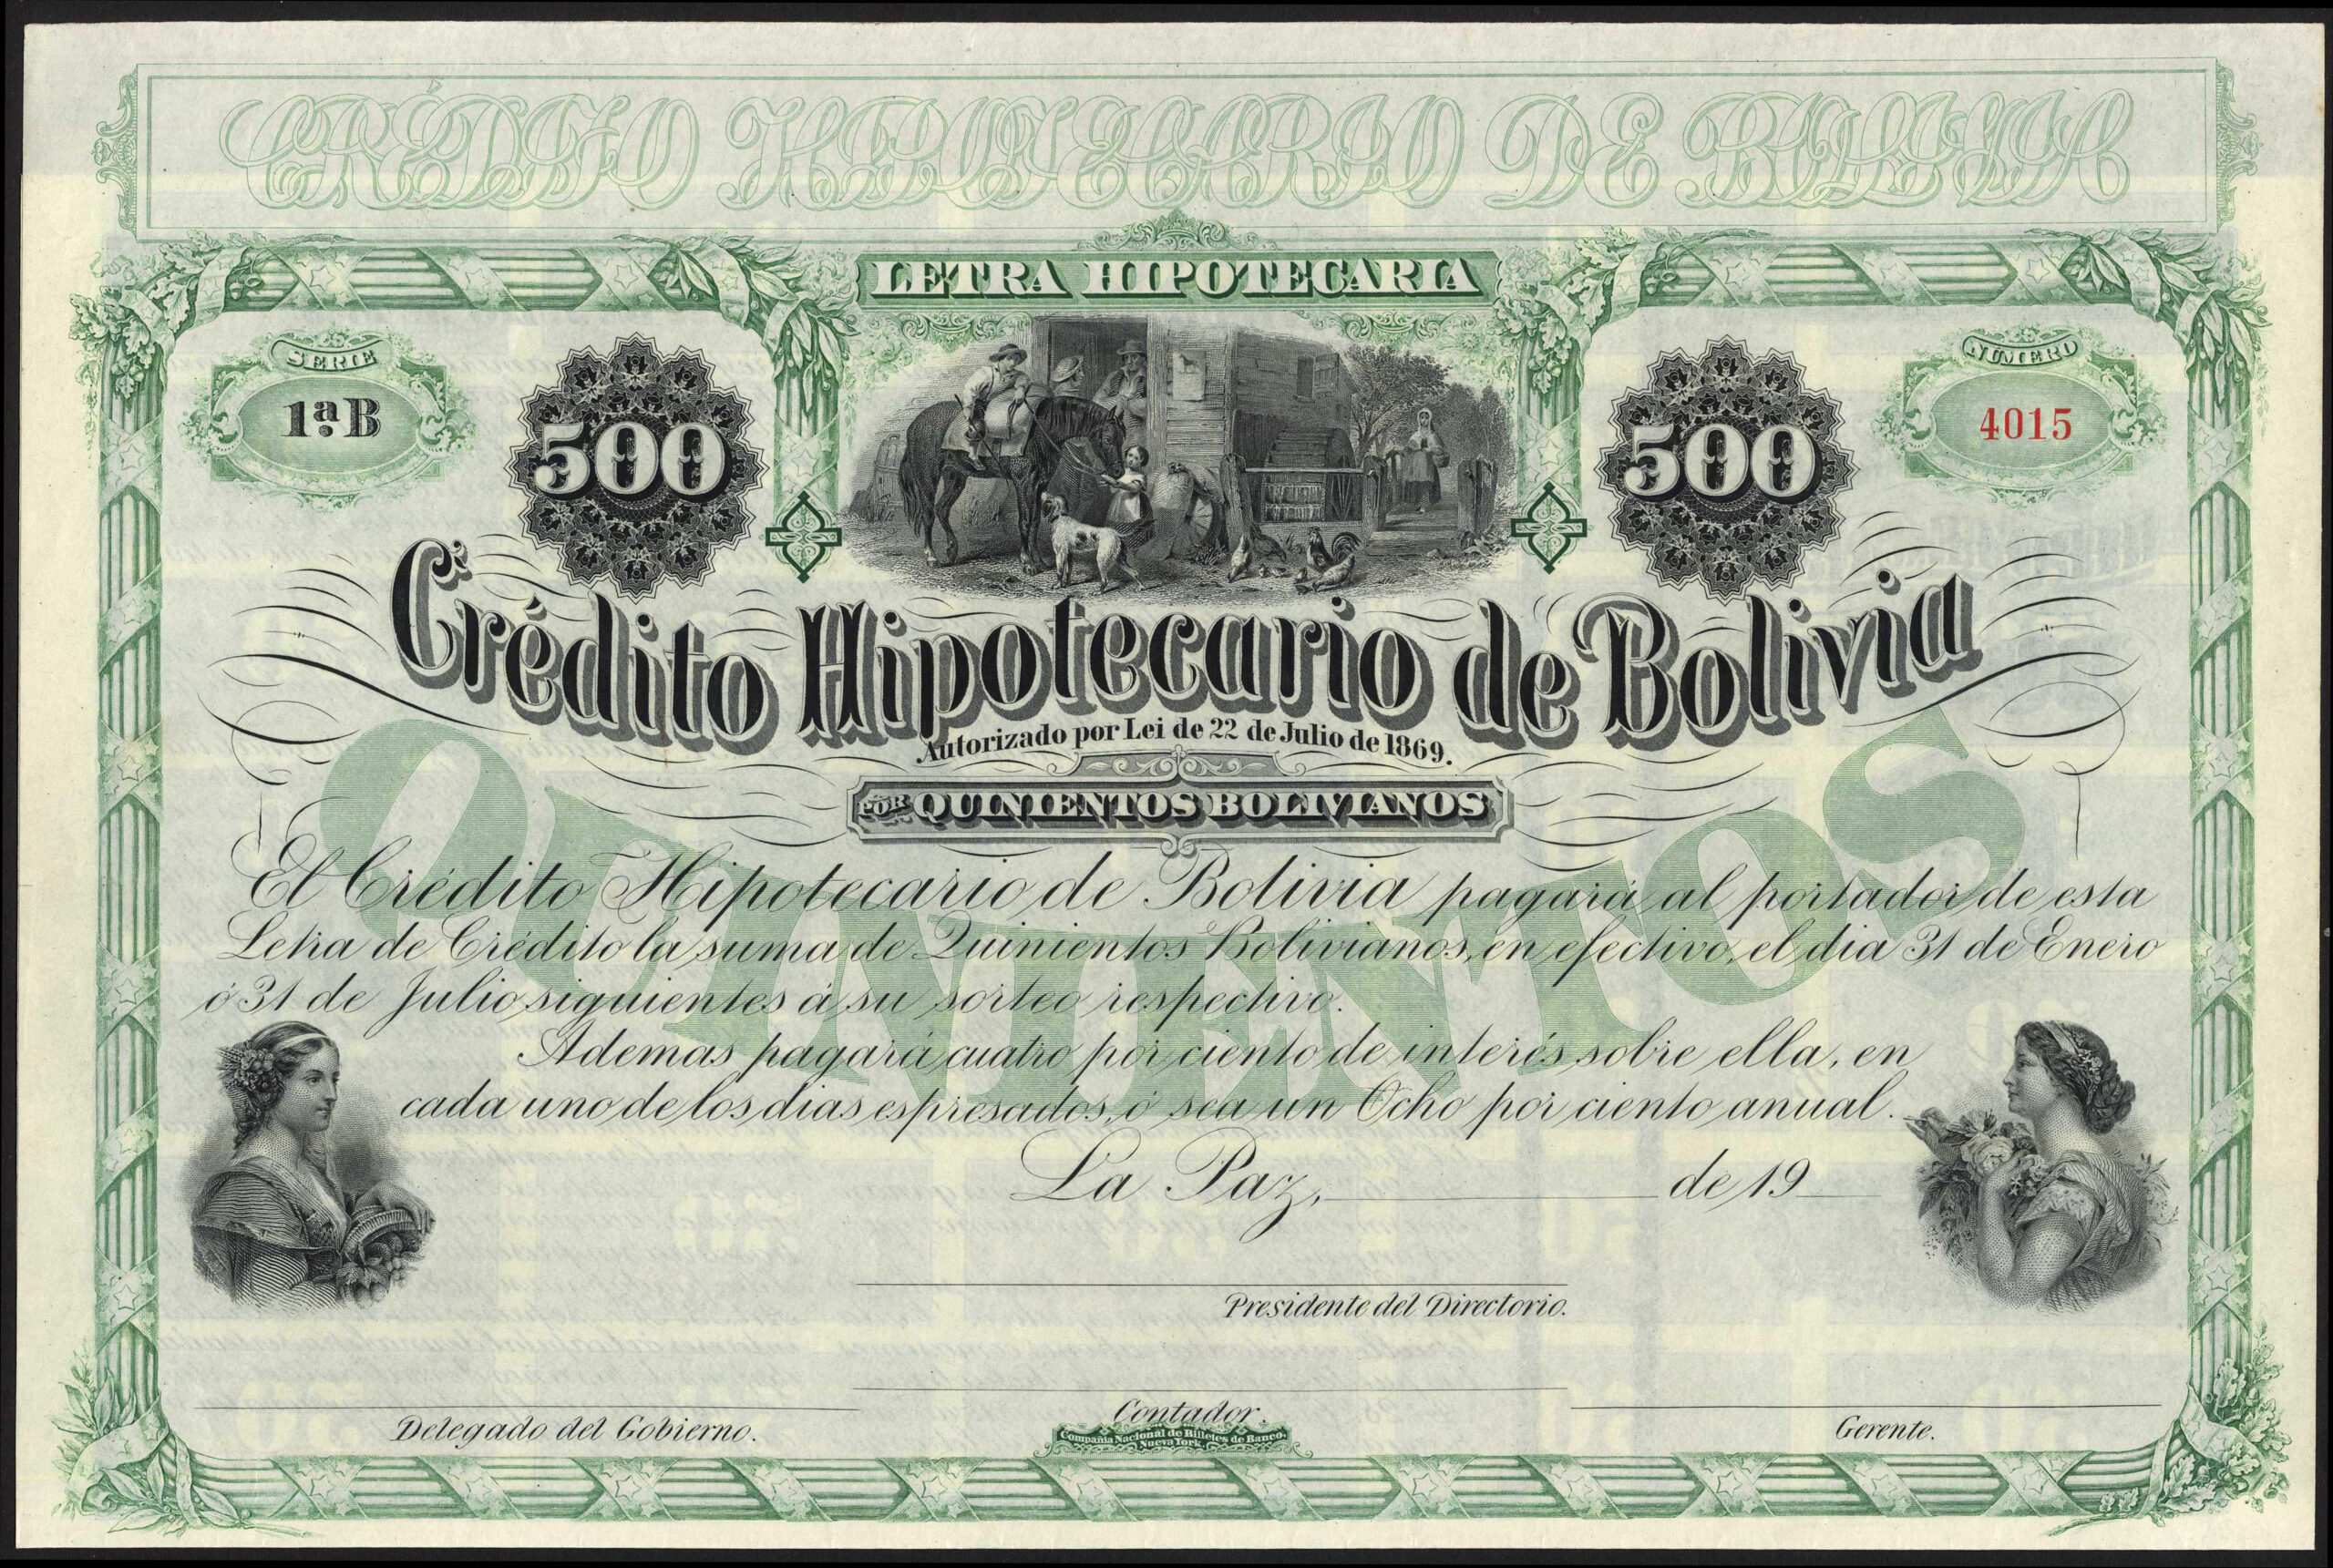 CRÉDITO HIPOTECARIO DE BOLIVIA
LETRA HIPOTECARIA
SERIE
1ª B
500
500
NUMERO
4015
Crédito Hipotecario de Bolivia
Autorizado por Lei de 22 de Julio de 1869.
POR QUINIENTOS BOLIVIANOS
QUINIENTOS
El Crédito Hipotecario de Bolivia pagará al portador de esta
Letra de Crédito la suma de Quinientos Bolivianos, en efectivo, el dia 31 de Enero
ó 31 de Julio siguientes á su sorteo respectivo.
Ademas pagará cuatro por ciento de interés sobre ella, en
cada uno de los dias espresados, ó sea un Ocho por ciento anual.
La Paz, de 19
Presidente del Directorio.
Delegado del Gobierno.
Contador.
Gerente.
Compañia Nacional de Billetes de Banco.
Nueva York.